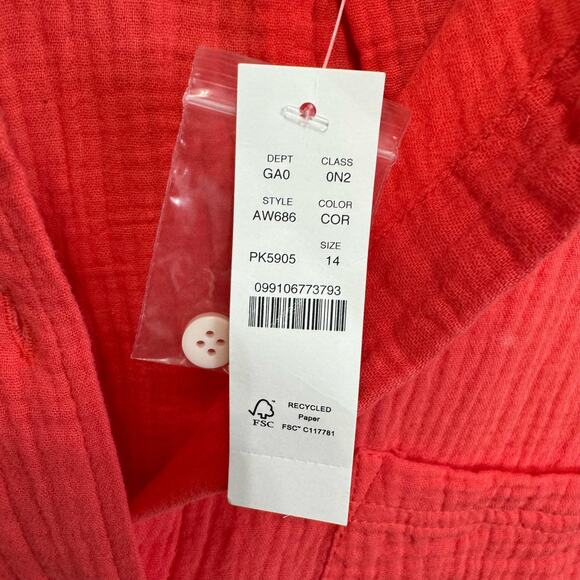 DEPT CLASS
GA0 0N2
STYLE COLOR
AW686 COR
SIZE
PK5905 14
099106773793
FSC
RECYCLED
Paper
FSC™ C117781